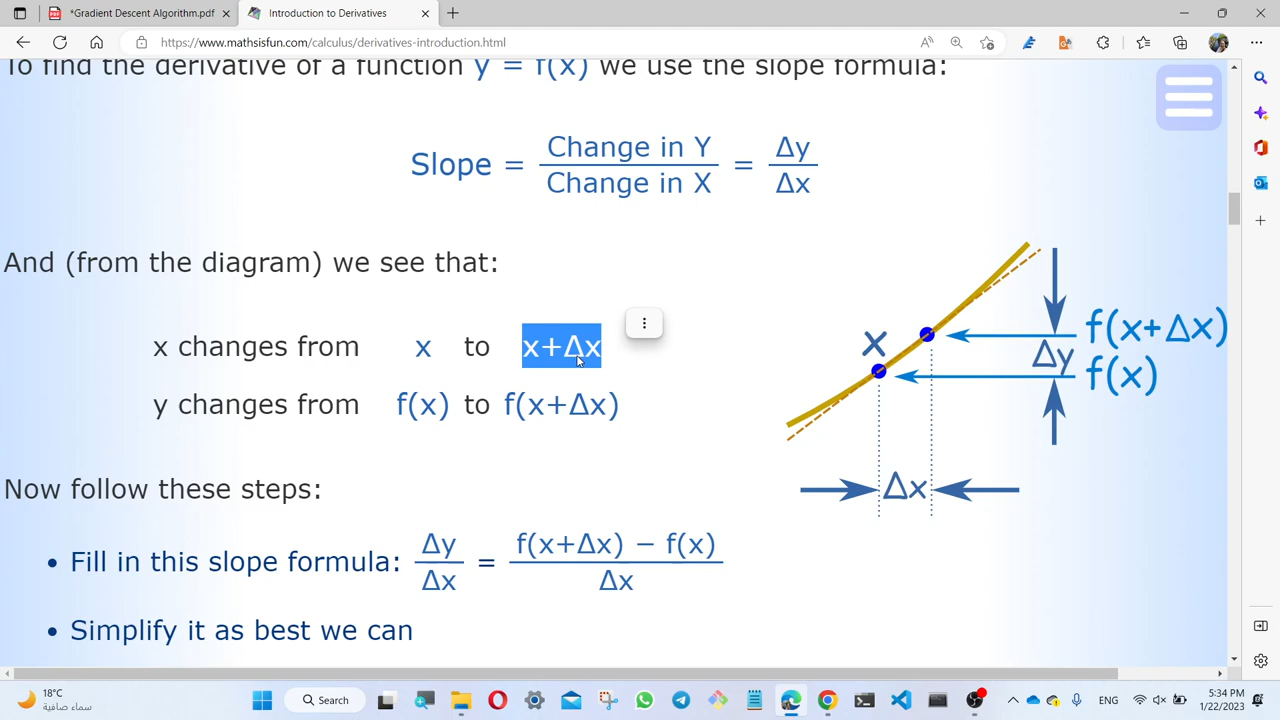 *Gradient Descent Algorithm.pdf
Introduction to Derivatives
https://www.mathsisfun.com/calculus/derivatives-introduction.html
To find the derivative of a function y = f(x) we use the slope formula:
Slope = Change in Y / Change in X = Δy / Δx
And (from the diagram) we see that:
x changes from x to x+Δx
y changes from f(x) to f(x+Δx)
x
f(x+Δx)
Δy
f(x)
Δx
Now follow these steps:
• Fill in this slope formula: Δy / Δx = f(x+Δx) − f(x) / Δx
• Simplify it as best we can
18°C
سماء صافية
Search
ENG
5:34 PM
1/22/2023